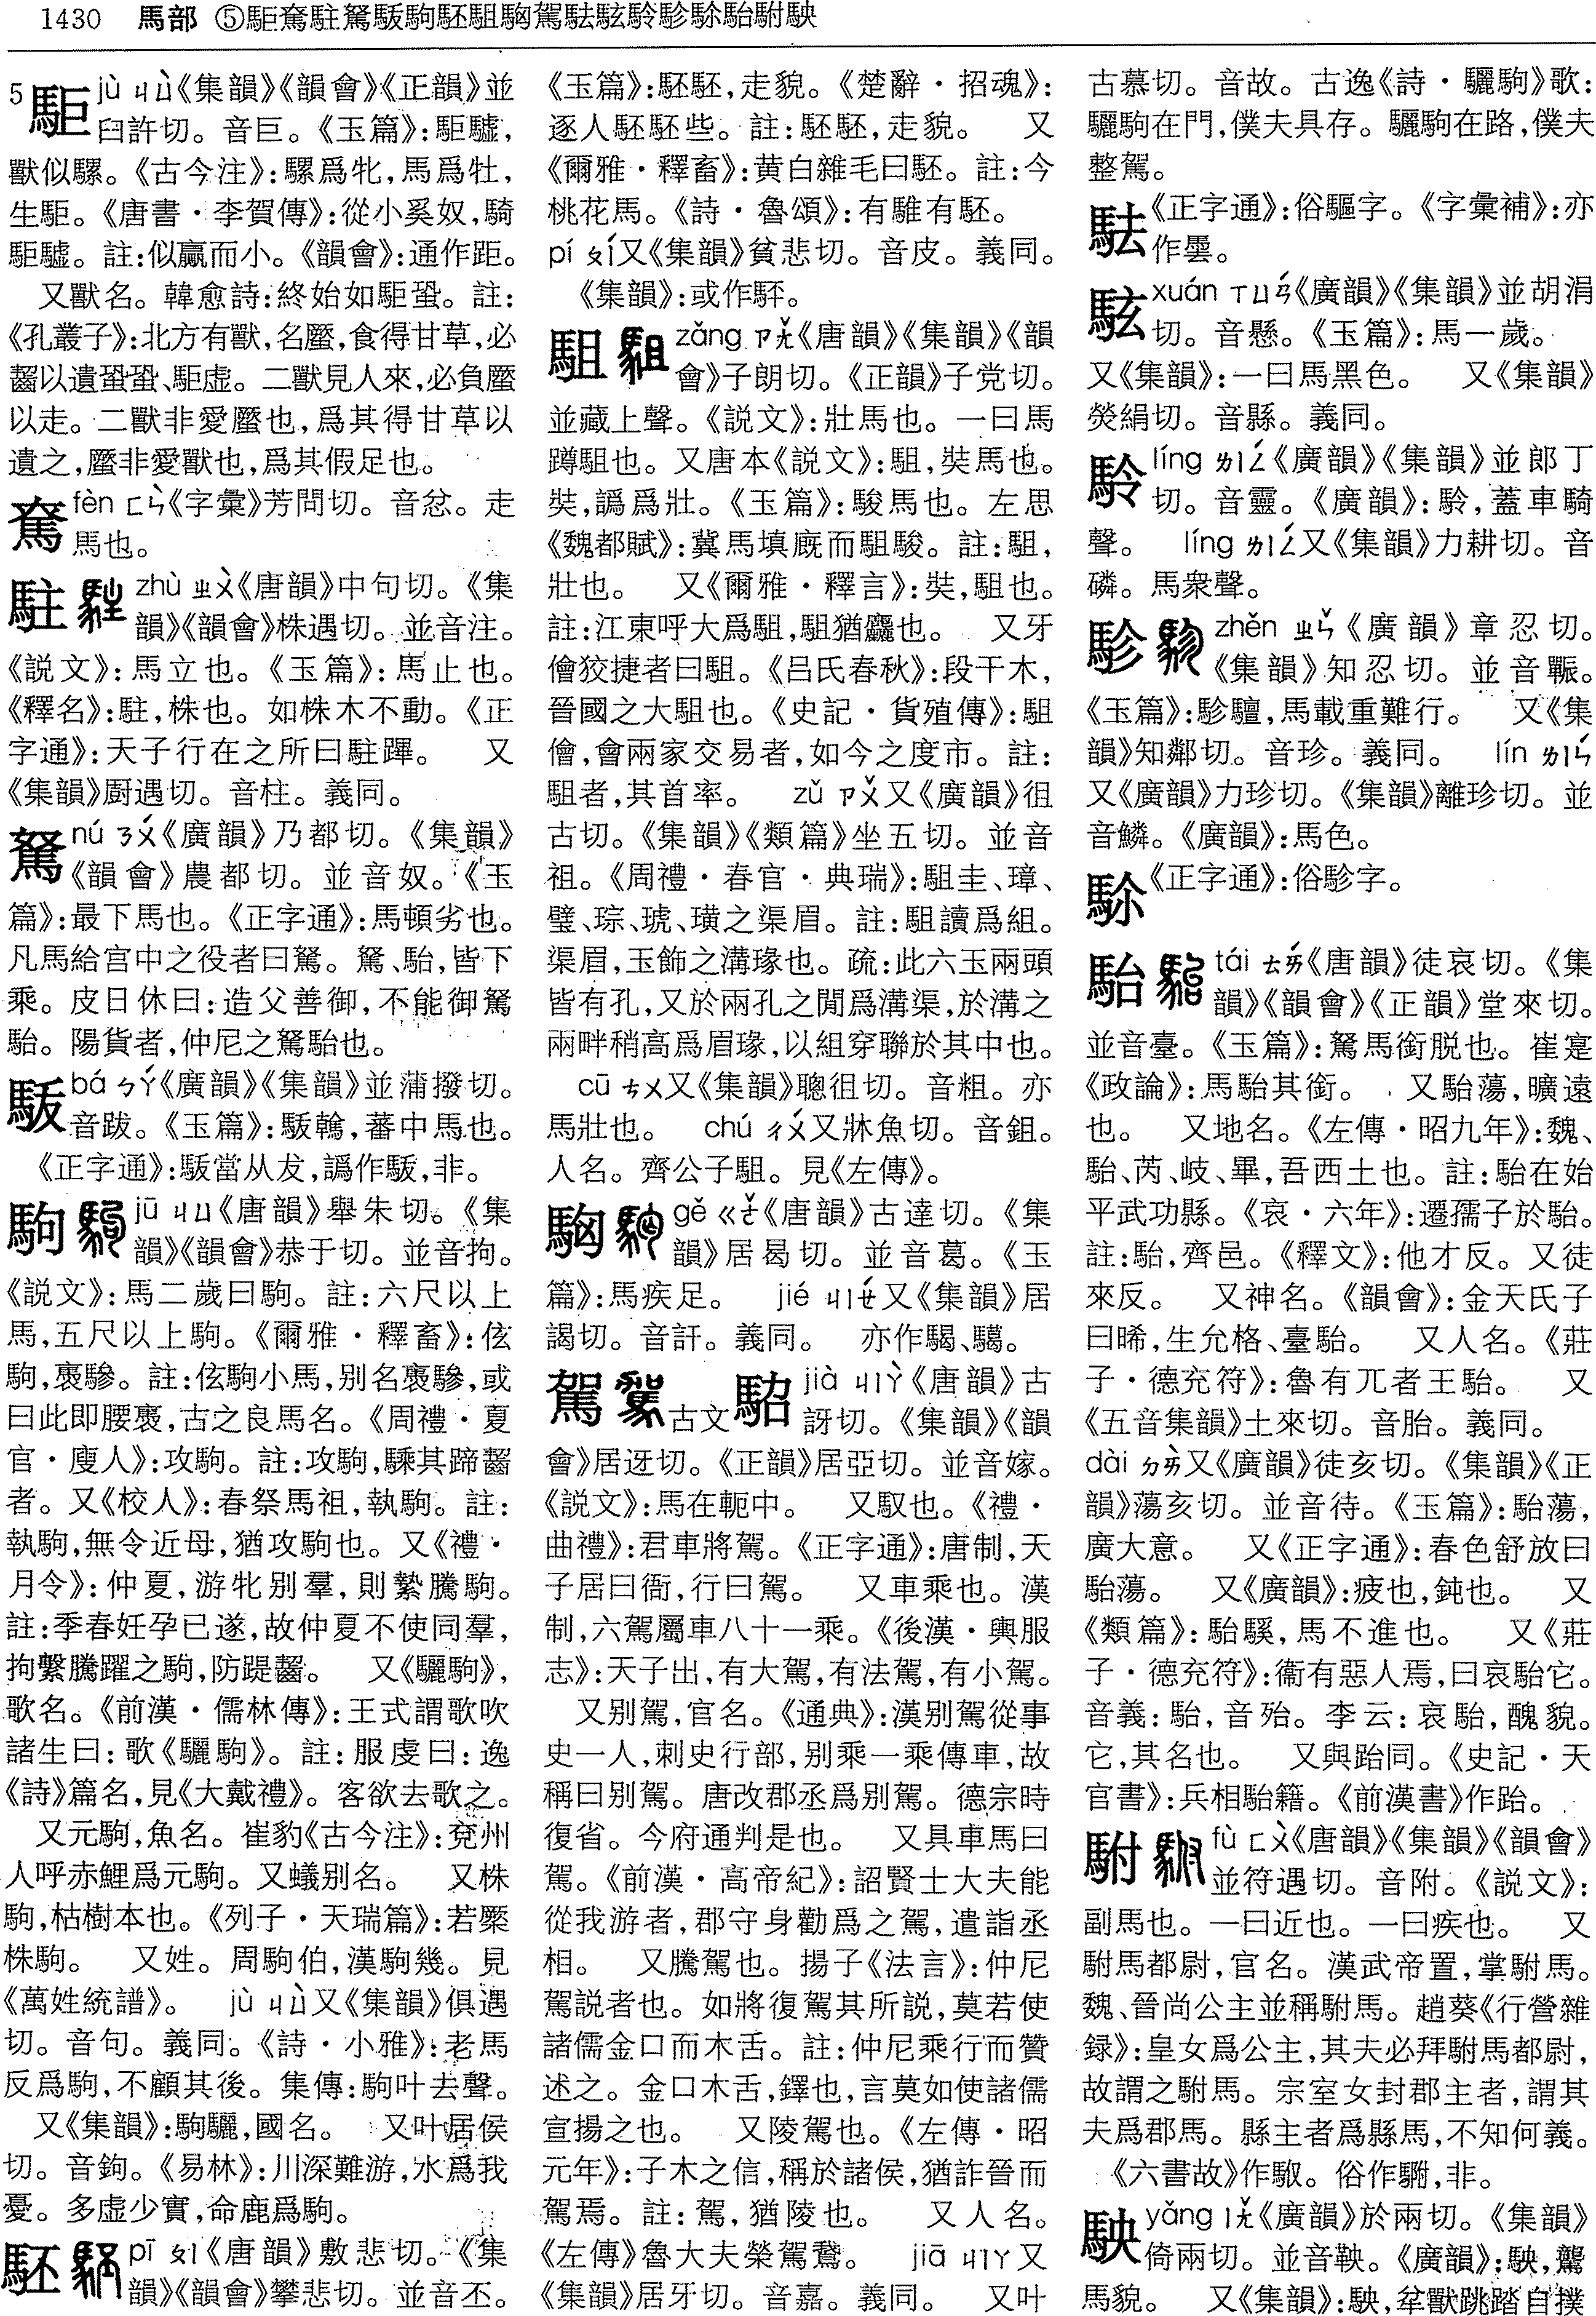 1430 馬部 ⑤駏㚟駐駑䮂駒駓駔䮀駕駏駭駖駗駗駘駙駚
5 駏 jù ㄐㄩˋ《集韻》《韻會》《正韻》並
臼許切。音巨。《玉篇》:駏驉,
獸似騾。《古今注》:騾爲牝,馬爲牡,
生駏。《唐書·李賀傳》:從小奚奴,騎
駏驉。註:似驘而小。《韻會》:通作距。
又獸名。韓愈詩:終始如駏蛩。註:
《孔叢子》:北方有獸,名蟨,食得甘草,必
齧以遺蛩蛩、駏虚。二獸見人來,必負蟨
以走。二獸非愛蟨也,爲其得甘草以
遺之,蟨非愛獸也,爲其假足也。
fèn ㄈㄣˋ《字彙》芳問切。音忿。走
馬也。
駐 zhù ㄓㄨˋ《唐韻》中句切。《集
韻》《韻會》株遇切。並音注。
《説文》:馬立也。《玉篇》:馬止也。
《釋名》:駐,株也。如株木不動。《正
字通》:天子行在之所曰駐蹕。 又
《集韻》厨遇切。音柱。義同。
駑 nú ㄋㄨˊ《廣韻》乃都切。《集韻》
《韻會》農都切。並音奴。《玉
篇》:最下馬也。《正字通》:馬頓劣也。
凡馬給宫中之役者曰駑。駑、駘,皆下
乘。皮日休曰:造父善御,不能御駑
駘。陽貨者,仲尼之駑駘也。
bá ㄅㄚˊ《廣韻》《集韻》並蒲撥切。
音跋。《玉篇》:䮂䮧,蕃中馬也。
《正字通》:䮂當从犮,譌作䮂,非。
駒 jū ㄐㄩ《唐韻》舉朱切。《集
韻》《韻會》恭于切。並音拘。
《説文》:馬二歲曰駒。註:六尺以上
馬,五尺以上駒。《爾雅·釋畜》:伭
駒,褭驂。註:伭駒小馬,别名褭驂,或
曰此即腰褭,古之良馬名。《周禮·夏
官·廋人》:攻駒。註:攻駒,騬其蹄齧
者。又《校人》:春祭馬祖,執駒。註:
執駒,無令近母,猶攻駒也。又《禮·
月令》:仲夏,游牝别羣,則縶騰駒。
註:季春妊孕已遂,故仲夏不使同羣,
拘繫騰躍之駒,防踶齧。 又《驪駒》,
歌名。《前漢·儒林傳》:王式謂歌吹
諸生曰:歌《驪駒》。註:服虔曰:逸
《詩》篇名,見《大戴禮》。客欲去歌之。
又元駒,魚名。崔豹《古今注》:兗州
人呼赤鯉爲元駒。又蟻别名。 又株
駒,枯樹本也。《列子·天瑞篇》:若橜
株駒。 又姓。周駒伯,漢駒幾。見
《萬姓統譜》。 jù ㄐㄩˋ又《集韻》俱遇
切。音句。義同。《詩·小雅》:老馬
反爲駒,不顧其後。集傳:駒叶去聲。
又《集韻》:駒驪,國名。 又叶居侯
切。音鉤。《易林》:川深難游,水爲我
憂。多虚少實,命鹿爲駒。
駓 pī ㄆㄧ《唐韻》敷悲切。《集
韻》《韻會》攀悲切。並音丕。
《玉篇》:駓駓,走貌。《楚辭·招魂》:
逐人駓駓些。註:駓駓,走貌。 又
《爾雅·釋畜》:黄白雜毛曰駓。註:今
桃花馬。《詩·魯頌》:有騅有駓。
pí ㄆㄧˊ又《集韻》貧悲切。音皮。義同。
《集韻》:或作䮆。
駔 zǎng ㄗㄤˇ《唐韻》《集韻》《韻
會》子朗切。《正韻》子党切。
並藏上聲。《説文》:壯馬也。一曰馬
蹲駔也。又唐本《説文》:駔,奘馬也。
奘,譌爲壯。《玉篇》:駿馬也。左思
《魏都賦》:冀馬填廄而駔駿。註:駔,
壯也。 又《爾雅·釋言》:奘,駔也。
註:江東呼大爲駔,駔猶麤也。 又牙
儈狡捷者曰駔。《吕氏春秋》:段干木,
晉國之大駔也。《史記·貨殖傳》:駔
儈,會兩家交易者,如今之度市。註:
駔者,其首率。 zǔ ㄗㄨˇ又《廣韻》徂
古切。《集韻》《類篇》坐五切。並音
祖。《周禮·春官·典瑞》:駔圭、璋、
璧、琮、琥、璜之渠眉。註:駔讀爲組。
渠眉,玉飾之溝瑑也。疏:此六玉兩頭
皆有孔,又於兩孔之閒爲溝渠,於溝之
兩畔稍高爲眉瑑,以組穿聯於其中也。
cū ㄘㄨ又《集韻》聰徂切。音粗。亦
馬壯也。 chú ㄔㄨˊ又牀魚切。音鉏。
人名。齊公子駔。見《左傳》。
gě ㄍㄜˇ《唐韻》古達切。《集
韻》居曷切。並音葛。《玉
篇》:馬疾足。 jié ㄐㄧㄝˊ又《集韻》居
謁切。音訐。義同。 亦作䮂、䮂。
駕 古文䮂 jià ㄐㄧㄚˋ《唐韻》古
訝切。《集韻》《韻
會》居迓切。《正韻》居亞切。並音嫁。
《説文》:馬在軛中。 又馭也。《禮·
曲禮》:君車將駕。《正字通》:唐制,天
子居曰衙,行曰駕。 又車乘也。漢
制,六駕屬車八十一乘。《後漢·輿服
志》:天子出,有大駕,有法駕,有小駕。
又别駕,官名。《通典》:漢别駕從事
史一人,刺史行部,别乘一乘傳車,故
稱曰别駕。唐改郡丞爲别駕。德宗時
復省。今府通判是也。 又具車馬曰
駕。《前漢·高帝紀》:詔賢士大夫能
從我游者,郡守身勸爲之駕,遣詣丞
相。 又騰駕也。揚子《法言》:仲尼
駕説者也。如將復駕其所説,莫若使
諸儒金口而木舌。註:仲尼乘行而贊
述之。金口木舌,鐸也,言莫如使諸儒
宣揚之也。 又陵駕也。《左傳·昭
元年》:子木之信,稱於諸侯,猶詐晉而
駕焉。註:駕,猶陵也。 又人名。
《左傳》魯大夫榮駕鵞。 jiā ㄐㄧㄚ又
《集韻》居牙切。音嘉。義同。 又叶
古慕切。音故。古逸《詩·驪駒》歌:
驪駒在門,僕夫具存。驪駒在路,僕夫
整駕。
《正字通》:俗驅字。《字彙補》:亦
作曇。
駭 xuán ㄒㄩㄢˊ《廣韻》《集韻》並胡涓
切。音懸。《玉篇》:馬一歲。
又《集韻》:一曰馬黑色。 又《集韻》
熒絹切。音縣。義同。
駖 líng ㄌㄧㄥˊ《廣韻》《集韻》並郎丁
切。音靈。《廣韻》:駖,蓋車騎
聲。 líng ㄌㄧㄥˊ又《集韻》力耕切。音
磷。馬衆聲。
駗 zhěn ㄓㄣˇ《廣韻》章忍切。
《集韻》知忍切。並音辴。
《玉篇》:駗驙,馬載重難行。 又《集
韻》知鄰切。音珍。義同。 lín ㄌㄧㄣˊ
又《廣韻》力珍切。《集韻》離珍切。並
音鱗。《廣韻》:馬色。
《正字通》:俗駗字。
駘 tái ㄊㄞˊ《唐韻》徒哀切。《集
韻》《韻會》《正韻》堂來切。
並音臺。《玉篇》:駑馬銜脱也。崔寔
《政論》:馬駘其銜。 又駘蕩,曠遠
也。 又地名。《左傳·昭九年》:魏、
駘、芮、岐、畢,吾西土也。註:駘在始
平武功縣。《哀·六年》:遷孺子於駘。
註:駘,齊邑。《釋文》:他才反。又徒
來反。 又神名。《韻會》:金天氏子
曰昧,生允格、臺駘。 又人名。《莊
子·德充符》:魯有兀者王駘。 又
《五音集韻》土來切。音胎。義同。
dài ㄉㄞˋ又《廣韻》徒亥切。《集韻》《正
韻》蕩亥切。並音待。《玉篇》:駘蕩,
廣大意。 又《正字通》:春色舒放曰
駘蕩。 又《廣韻》:疲也,鈍也。 又
《類篇》:駘騃,馬不進也。 又《莊
子·德充符》:衞有惡人焉,曰哀駘它。
音義:駘,音殆。李云:哀駘,醜貌。
它,其名也。 又與跆同。《史記·天
官書》:兵相駘籍。《前漢書》作跆。
駙 fù ㄈㄨˋ《唐韻》《集韻》《韻會》
並符遇切。音附。《説文》:
副馬也。一曰近也。一曰疾也。 又
駙馬都尉,官名。漢武帝置,掌駙馬。
魏、晉尚公主並稱駙馬。趙葵《行營雜
録》:皇女爲公主,其夫必拜駙馬都尉,
故謂之駙馬。宗室女封郡主者,謂其
夫爲郡馬。縣主者爲縣馬,不知何義。
《六書故》作馭。俗作䮛,非。
駚 yǎng ㄧㄤˇ《廣韻》於兩切。《集韻》
倚兩切。並音鞅。《廣韻》:駚,驡
馬貌。 又《集韻》:駚,坌獸跳踏自撲